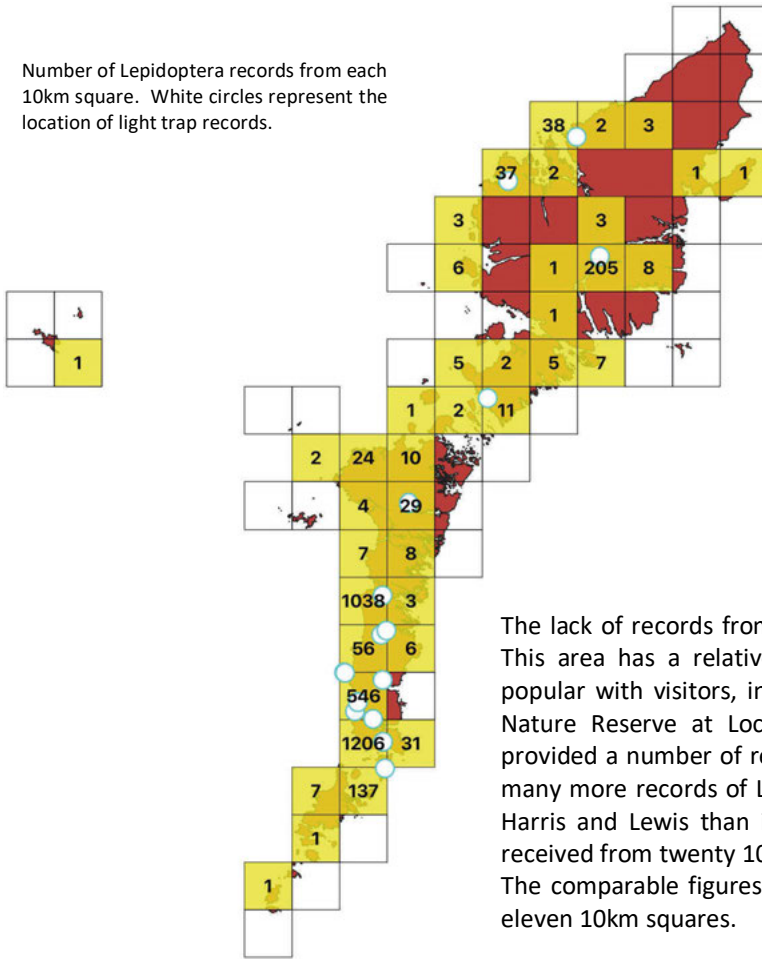 Number of Lepidoptera records from each
10km square. White circles represent the
location of light trap records.
38 2 3
37 2 1 1
3 3
6 1 205 8
1
1 5 2 5 7
1 2 11
2 24 10
4 29
7 8
1038 3
56 6
546
1206 31
7 137
1
1
The lack of records from
This area has a relativ
popular with visitors, in
Nature Reserve at Loc
provided a number of re
many more records of L
Harris and Lewis than
received from twenty 10
The comparable figures
eleven 10km squares.